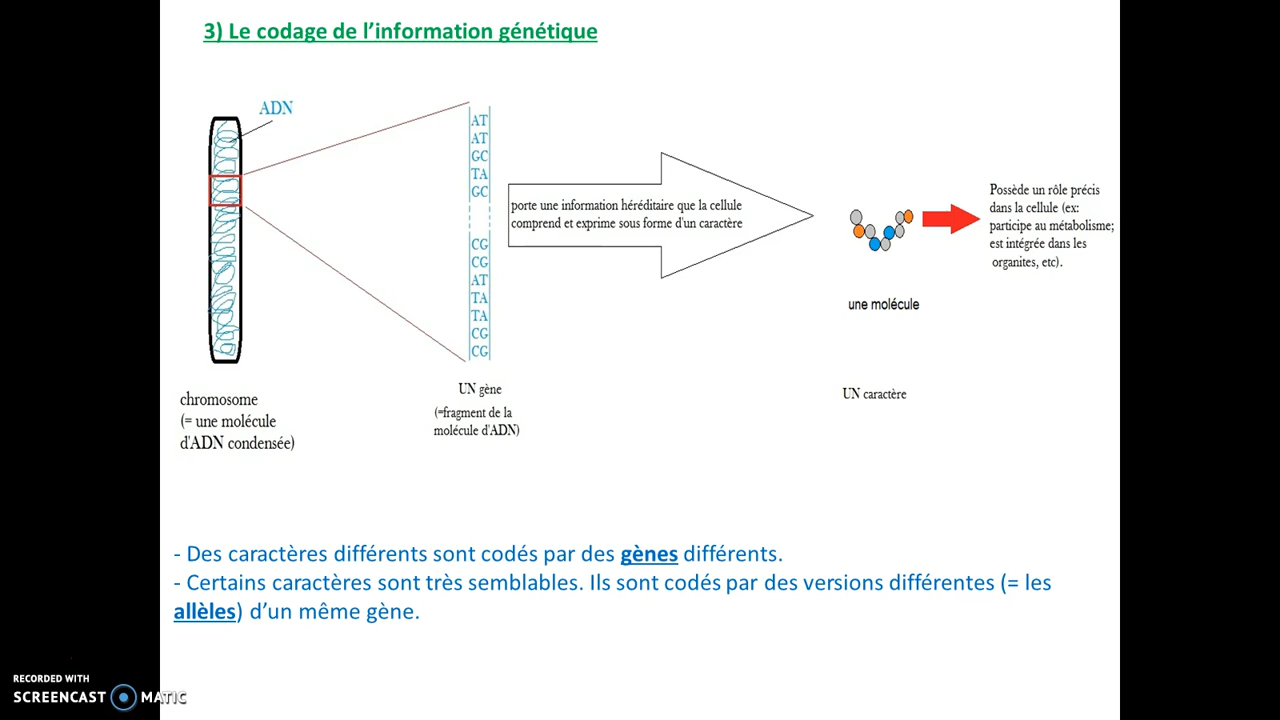 3) Le codage de l’information génétique
ADN
AT
AT
GC
TA
GC
CG
CG
AT
TA
TA
CG
CG
porte une information héréditaire que la cellule
comprend et exprime sous forme d'un caractère
Possède un rôle précis
dans la cellule (ex:
participe au métabolisme;
est intégrée dans les
organites, etc).
une molécule
chromosome
(= une molécule
d'ADN condensée)
UN gène
(=fragment de la
molécule d'ADN)
UN caractère
- Des caractères différents sont codés par des gènes différents.
- Certains caractères sont très semblables. Ils sont codés par des versions différentes (= les
allèles) d’un même gène.
RECORDED WITH
SCREENCAST MATIC